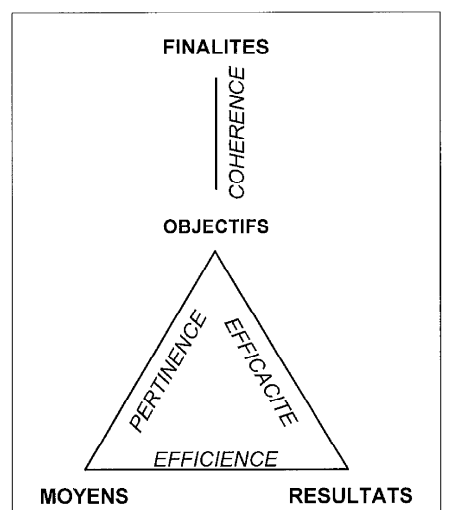 FINALITES
COHERENCE
OBJECTIFS
PERTINENCE
EFFICACITE
EFFICIENCE
MOYENS
RESULTATS